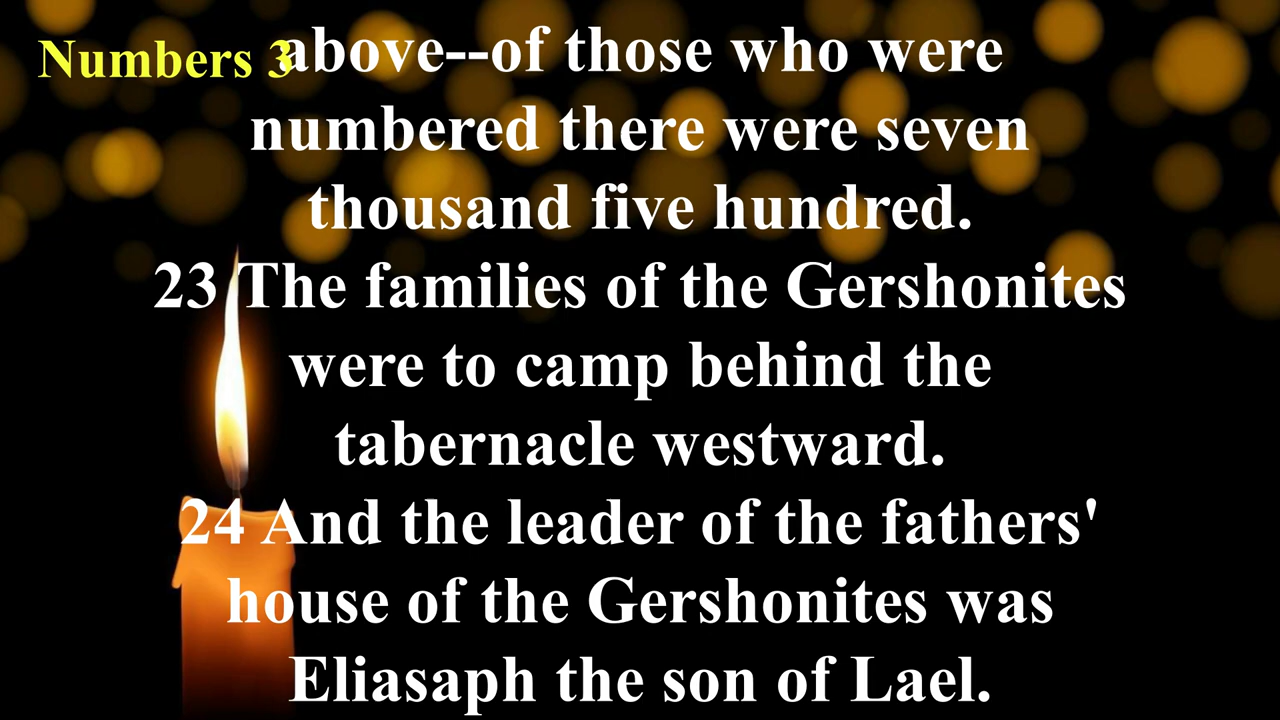 Numbers 3
above--of those who were
numbered there were seven
thousand five hundred.
23 The families of the Gershonites
were to camp behind the
tabernacle westward.
24 And the leader of the fathers'
house of the Gershonites was
Eliasaph the son of Lael.